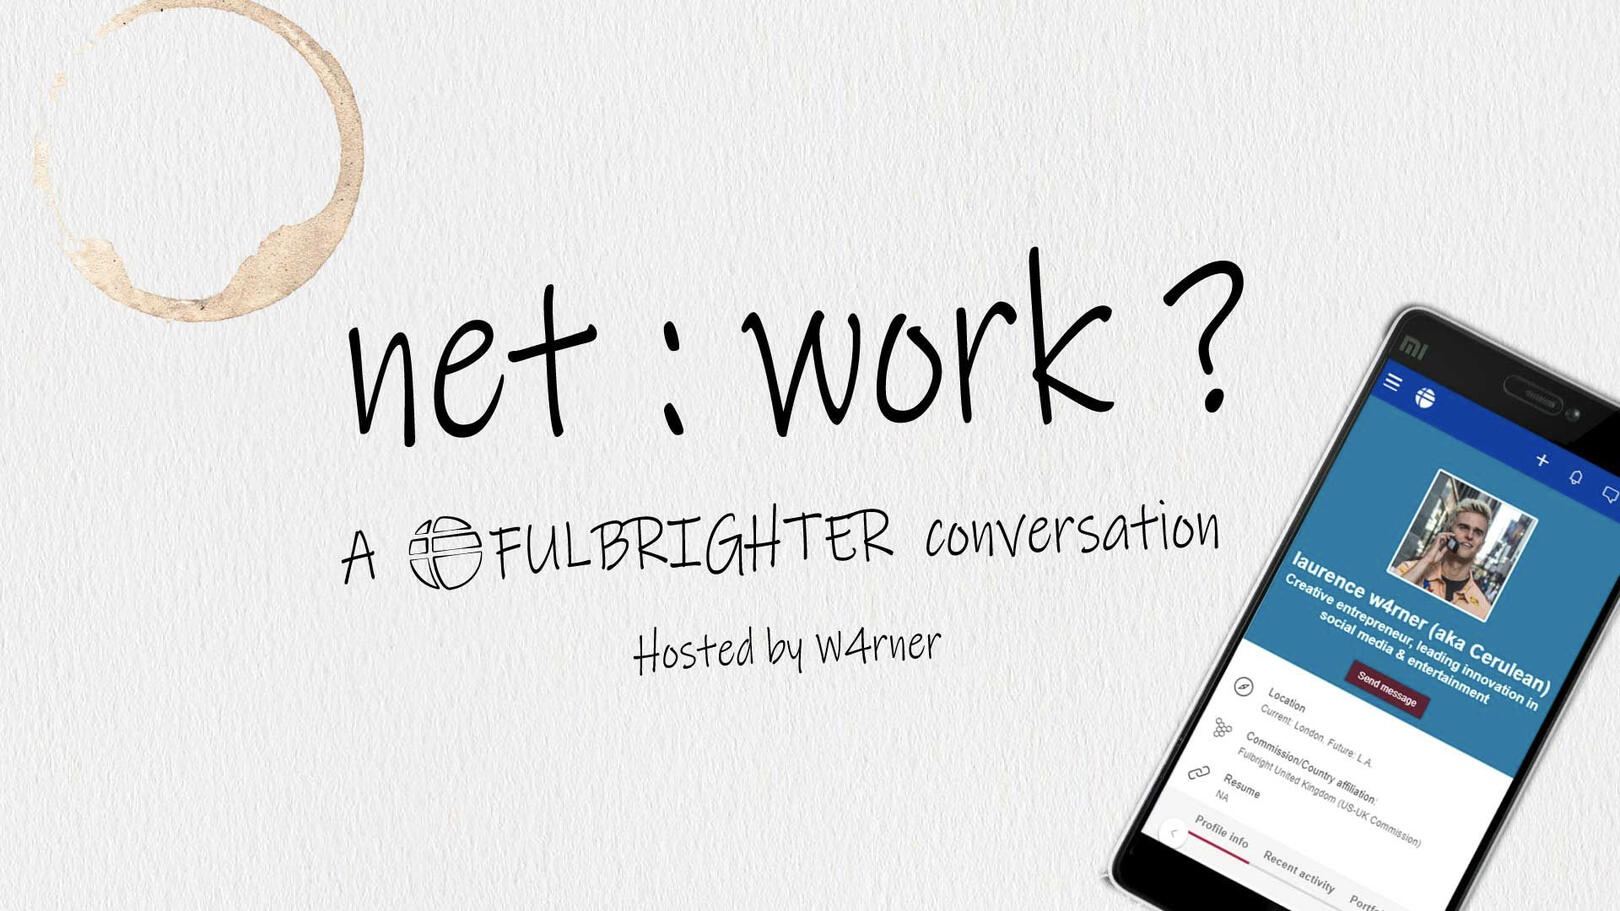 net : work ?
A FULBRIGHTER conversation
Hosted by W4rner
MI
laurence w4rner (aka Cerulean)
Creative entrepreneur, leading innovation in
social media & entertainment
Send message
Location
Current: London. Future: L.A.
Commission/Country affiliation:
Fulbright United Kingdom (US-UK Commission)
Resume
NA
Profile info Recent activity